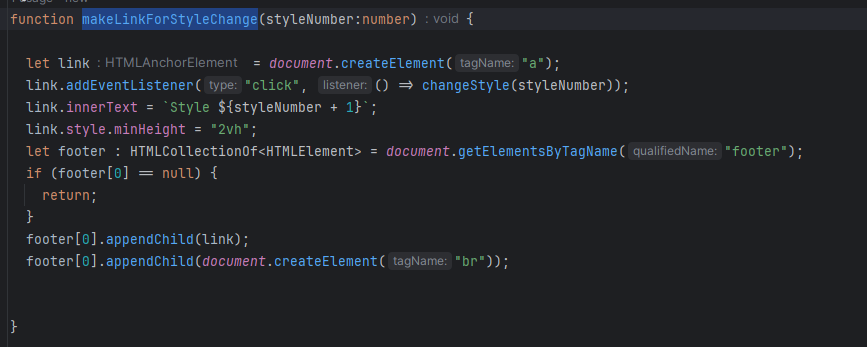 function makeLinkForStyleChange(styleNumber:number) : void {
let link : HTMLAnchorElement = document.createElement( tagName: "a");
link.addEventListener( type: "click", listener: () => changeStyle(styleNumber));
link.innerText = `Style ${styleNumber + 1}`;
link.style.minHeight = "2vh";
let footer : HTMLCollectionOf<HTMLElement> = document.getElementsByTagName( qualifiedName: "footer");
if (footer[0] == null) {
return;
}
footer[0].appendChild(link);
footer[0].appendChild(document.createElement( tagName: "br"));
}